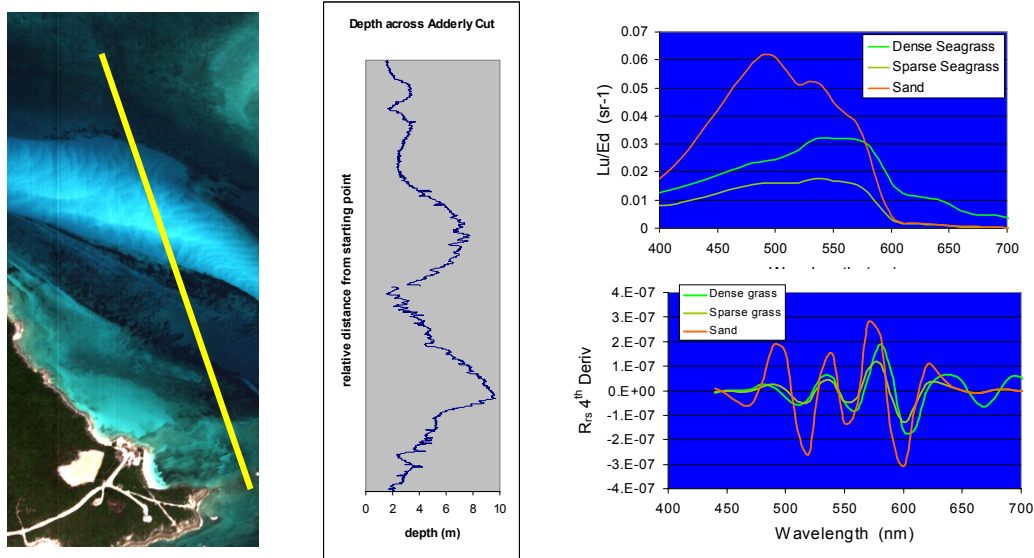 Depth across Adderly Cut
relative distance from starting point
0 2 4 6 8 10
depth (m)
0.07
0.06
0.05
0.04
0.03
0.02
0.01
0
Lu/Ed (sr-1)
Dense Seagrass
Sparse Seagrass
Sand
400 450 500 550 600 650 700
4.E-07
3.E-07
2.E-07
1.E-07
0.E+00
-1.E-07
-2.E-07
-3.E-07
-4.E-07
Rrs 4th Deriv
Dense grass
Sparse grass
Sand
400 450 500 550 600 650 700
Wavelength (nm)